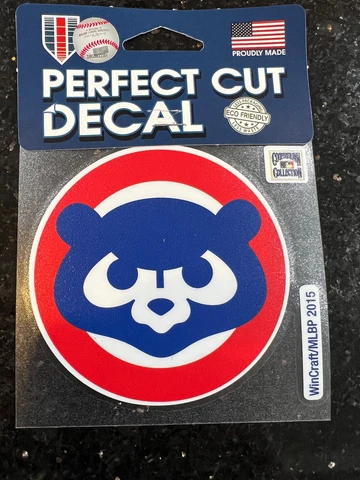 PROUDLY MADE
PERFECT CUT
DECAL
ECO FRIENDLY
COOPERSTOWN
COLLECTION
WinCraft/MLBP 2015